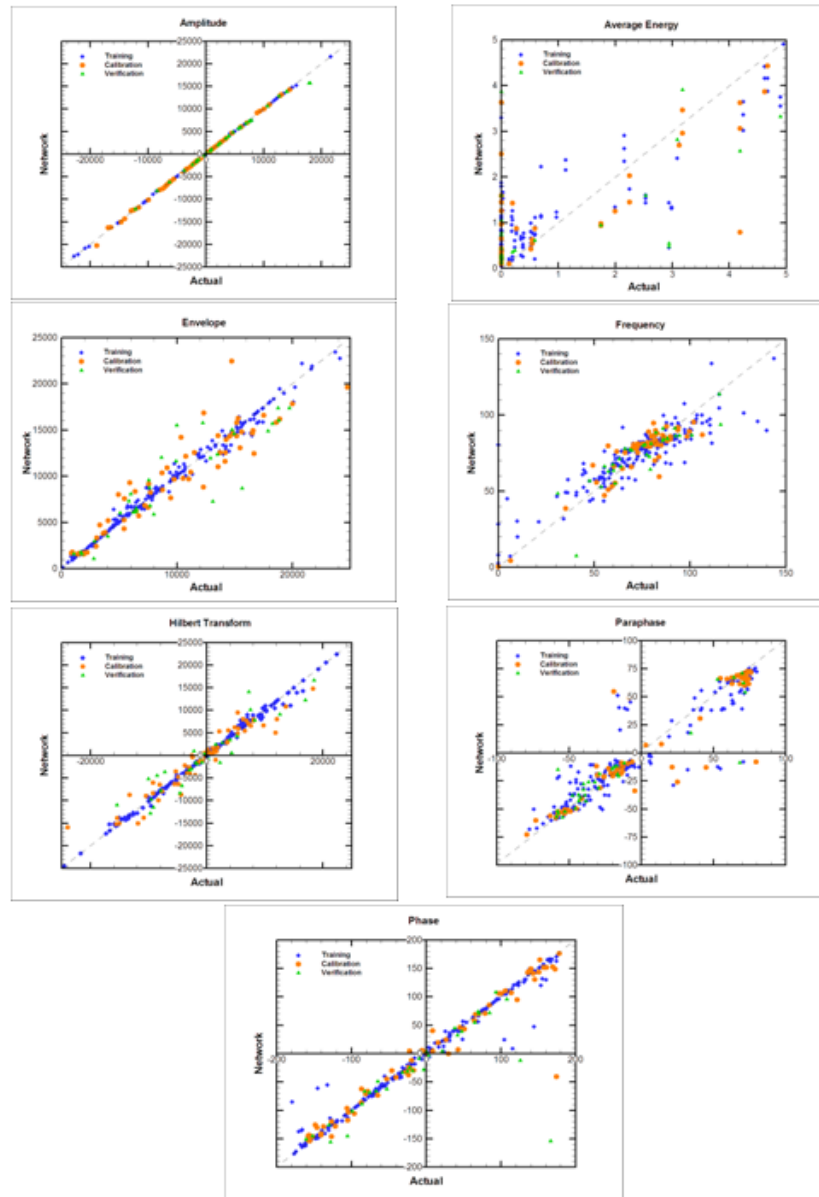 Amplitude
Training
Calibration
Verification
25000
20000
15000
10000
5000
0
-5000
-10000
-15000
-20000
-25000
-20000 -10000 10000 20000
Network
Actual
Average Energy
Training
Calibration
Verification
5
4
3
2
1
0
0 1 2 3 4 5
Network
Actual
Envelope
Training
Calibration
Verification
25000
20000
15000
10000
5000
0
0 10000 20000
Network
Actual
Frequency
Training
Calibration
Verification
150
100
50
0
0 50 100 150
Network
Actual
Hilbert Transform
Training
Calibration
Verification
25000
20000
15000
10000
5000
0
-5000
-10000
-15000
-20000
-25000
-20000 20000
Network
Actual
Paraphase
Training
Calibration
Verification
100
75
50
25
-25
-50
-75
-100
-100 -50 50 100
Network
Actual
Phase
Training
Calibration
Verification
200
150
100
50
-50
-100
-150
-200
-200 -100 100 200
Network
Actual